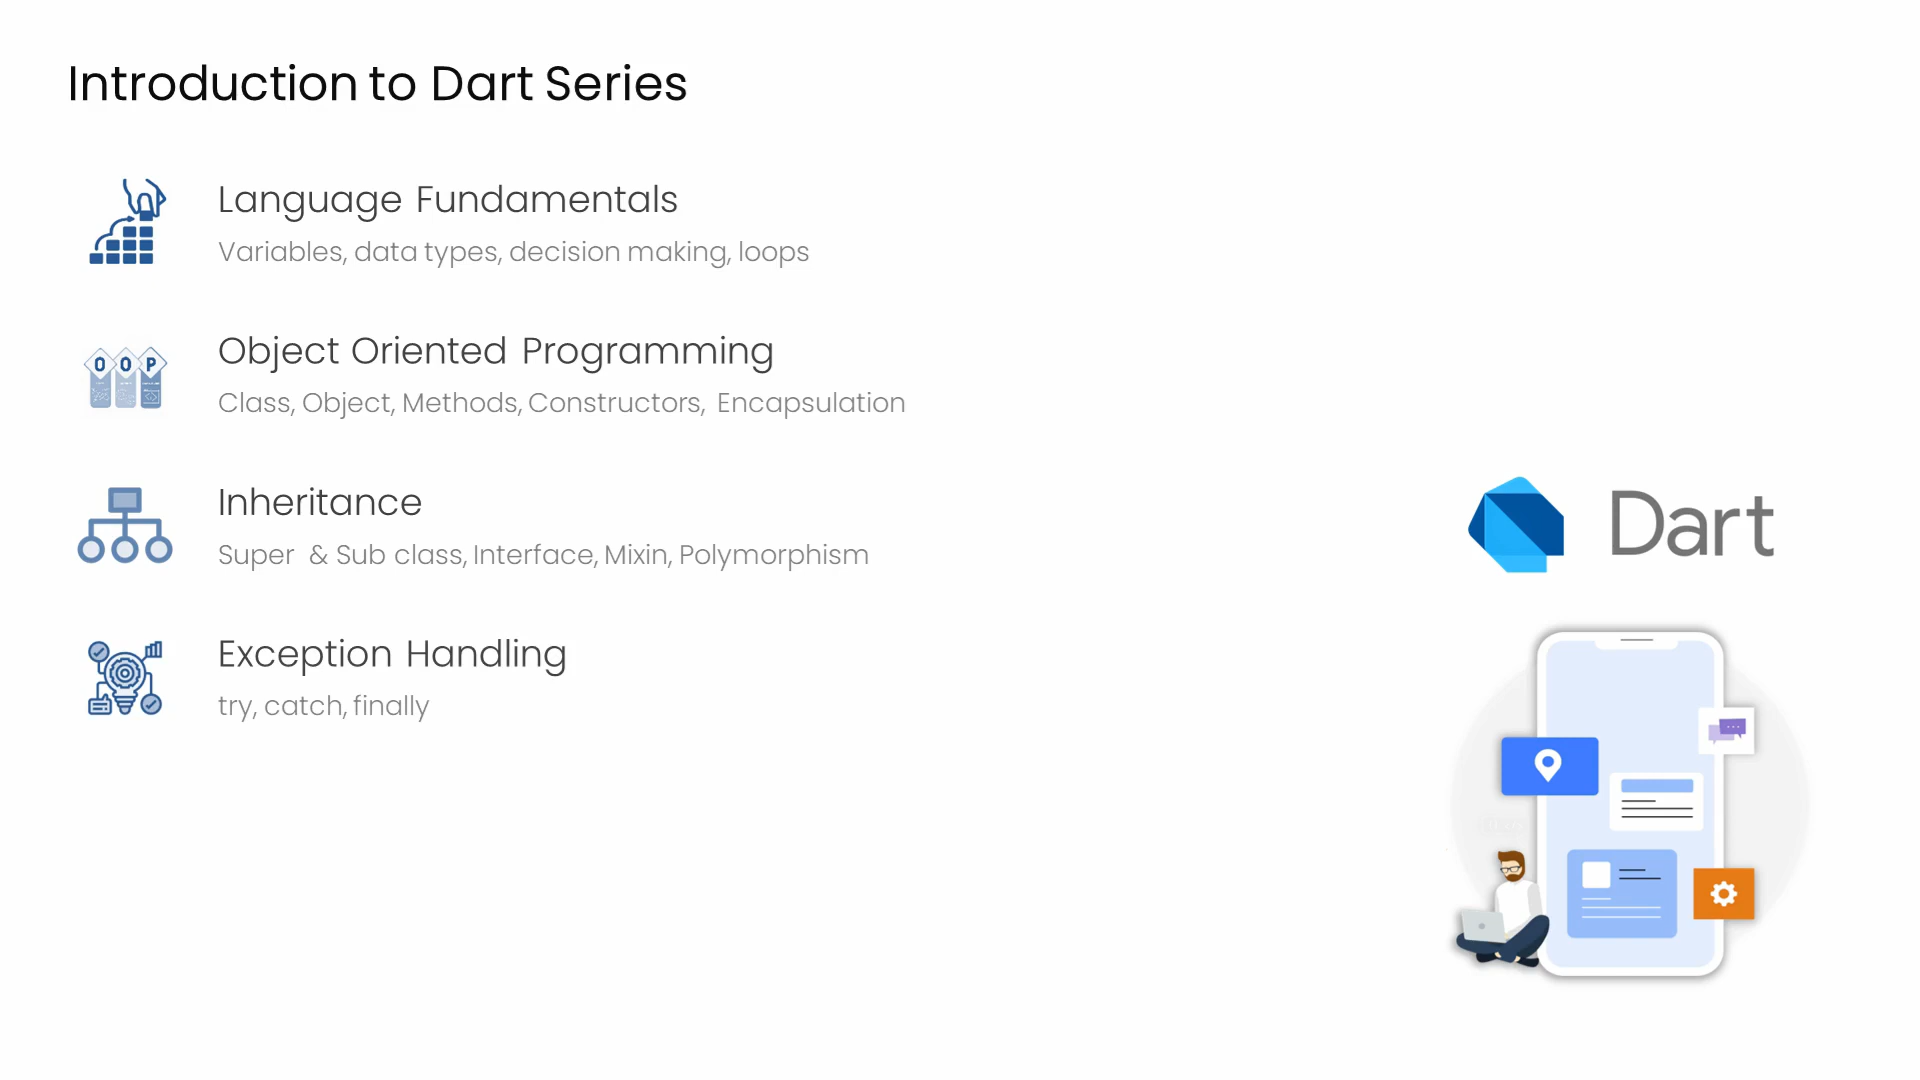 Introduction to Dart Series
Language Fundamentals
Variables, data types, decision making, loops
O O P
Object Oriented Programming
Class, Object, Methods, Constructors, Encapsulation
Inheritance
Super & Sub class, Interface, Mixin, Polymorphism
Dart
Exception Handling
try, catch, finally